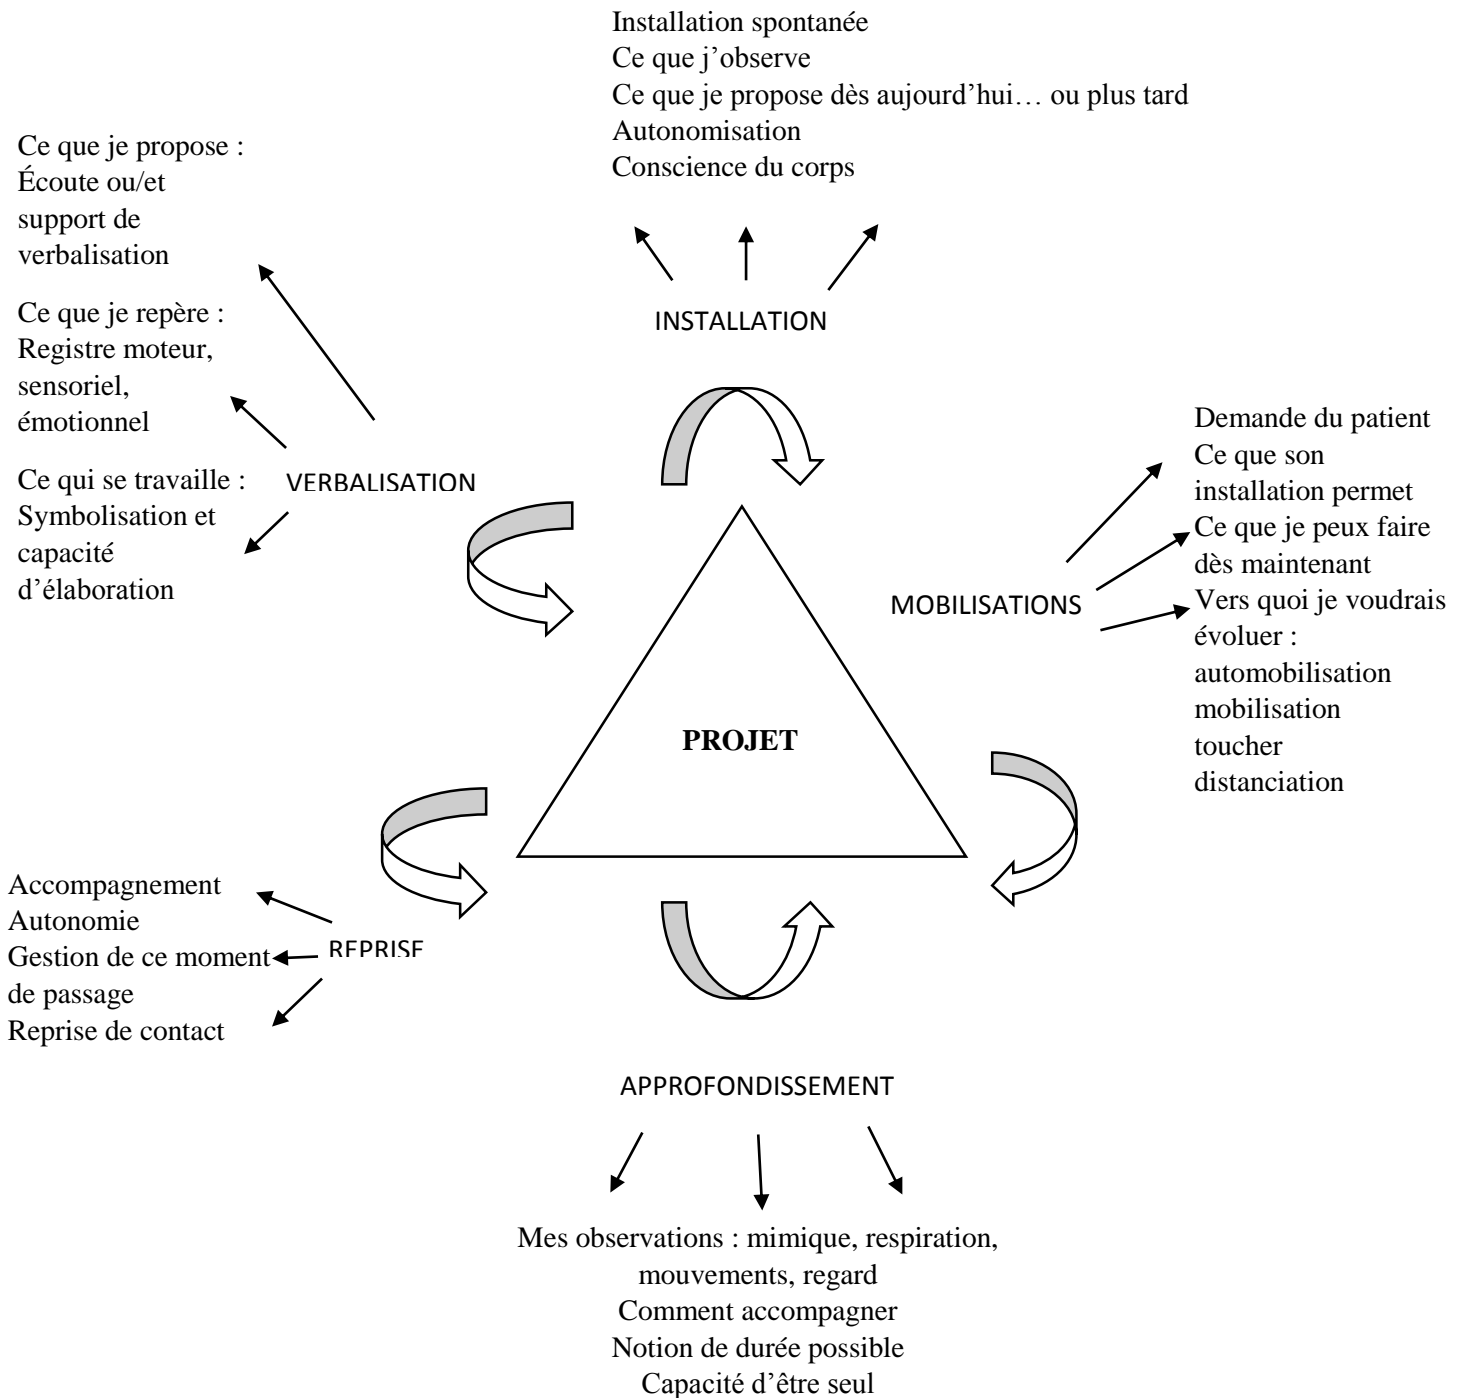 Installation spontanée
Ce que j’observe
Ce que je propose dès aujourd’hui… ou plus tard
Autonomisation
Conscience du corps
INSTALLATION
Ce que je propose :
Écoute ou/et
support de
verbalisation
Ce que je repère :
Registre moteur,
sensoriel,
émotionnel
Ce qui se travaille :
Symbolisation et
capacité
d’élaboration
VERBALISATION
Demande du patient
Ce que son
installation permet
Ce que je peux faire
dès maintenant
Vers quoi je voudrais
évoluer :
automobilisation
mobilisation
toucher
distanciation
MOBILISATIONS
PROJET
Accompagnement
Autonomie
Gestion de ce moment
de passage
Reprise de contact
REPRISE
APPROFONDISSEMENT
Mes observations : mimique, respiration,
mouvements, regard
Comment accompagner
Notion de durée possible
Capacité d’être seul